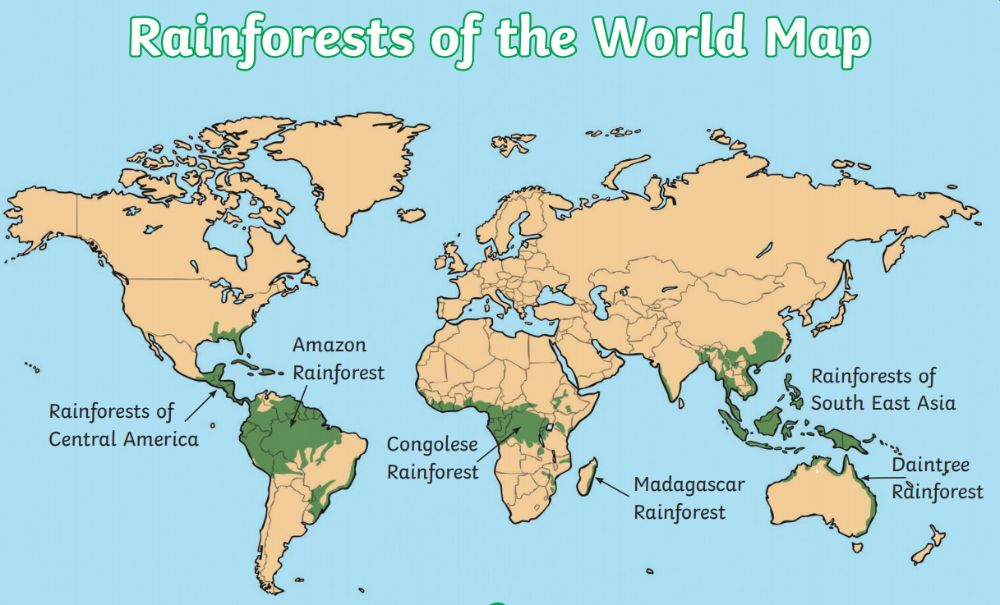 Rainforests of the World Map
Amazon
Rainforest
Rainforests of
Central America
Congolese
Rainforest
Madagascar
Rainforest
Rainforests of
South East Asia
Daintree
Rainforest